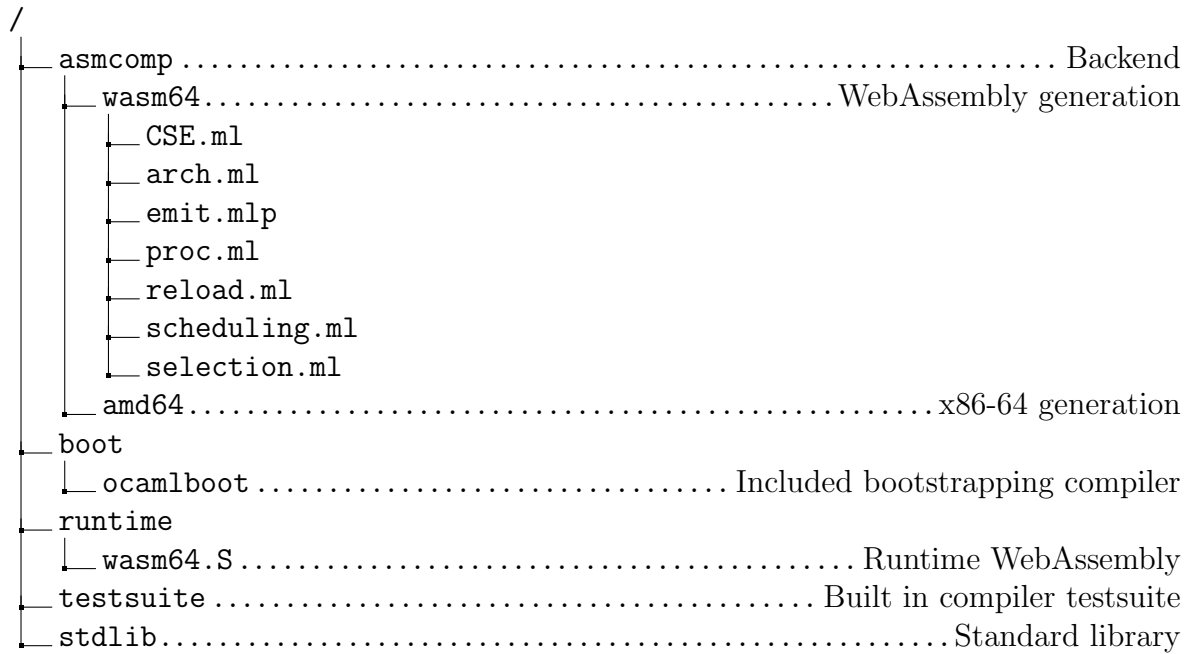 /
asmcomp ........ Backend
wasm64 ........ WebAssembly generation
CSE.ml
arch.ml
emit.mlp
proc.ml
reload.ml
scheduling.ml
selection.ml
amd64 ........ x86-64 generation
boot
ocamlboot ........ Included bootstrapping compiler
runtime
wasm64.S ........ Runtime WebAssembly
testsuite ........ Built in compiler testsuite
stdlib ........ Standard library